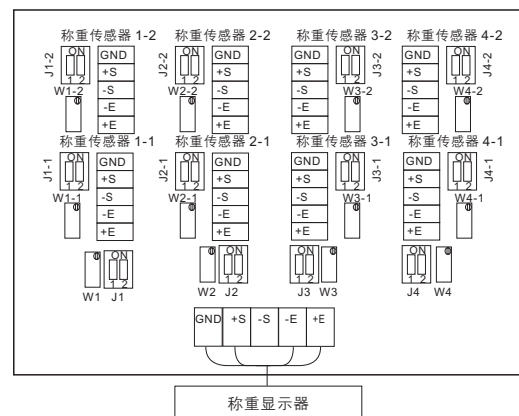 称重传感器 1-2 称重传感器 2-2 称重传感器 3-2 称重传感器 4-2
J1-2 ON 1 2 W1-2 GND +S -S -E +E
J2-2 ON 1 2 W2-2 GND +S -S -E +E
GND +S -S -E +E ON 1 2 W3-2 J3-2
GND +S -S -E +E ON 1 2 W4-2 J4-2
称重传感器 1-1 称重传感器 2-1 称重传感器 3-1 称重传感器 4-1
J1-1 ON 1 2 W1-1 GND +S -S -E +E
J2-1 ON 1 2 W2-1 GND +S -S -E +E
GND +S -S -E +E ON 1 2 W3-1 J3-1
GND +S -S -E +E ON 1 2 W4-1 J4-1
ON 1 2 ON 1 2 ON 1 2 ON 1 2
W1 J1 W2 J2 J3 W3 J4 W4
GND +S -S -E +E
称重显示器